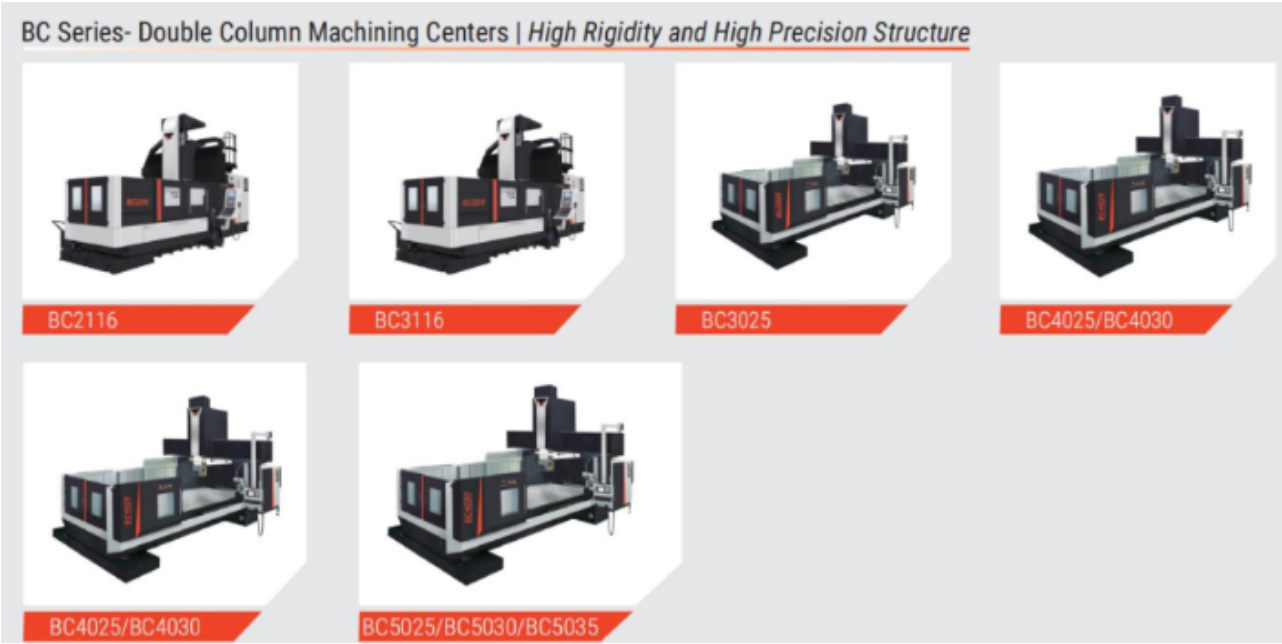 BC Series- Double Column Machining Centers | High Rigidity and High Precision Structure
BC2116
BC3116
BC3025
BC4025/BC4030
BC4025/BC4030
BC5025/BC5030/BC5035